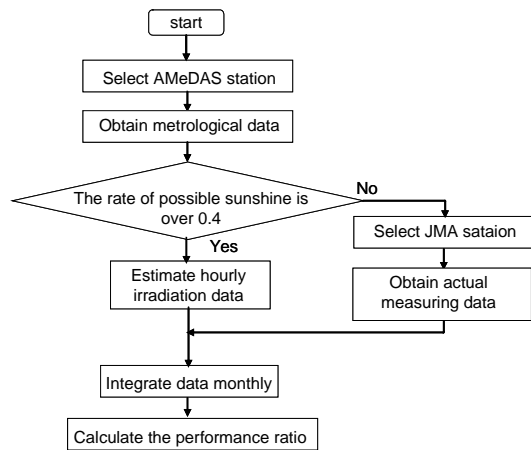 start
Select AMeDAS station
Obtain metrological data
The rate of possible sunshine is
over 0.4
No
Yes
Select JMA sataion
Estimate hourly
irradiation data
Obtain actual
measuring data
Integrate data monthly
Calculate the performance ratio